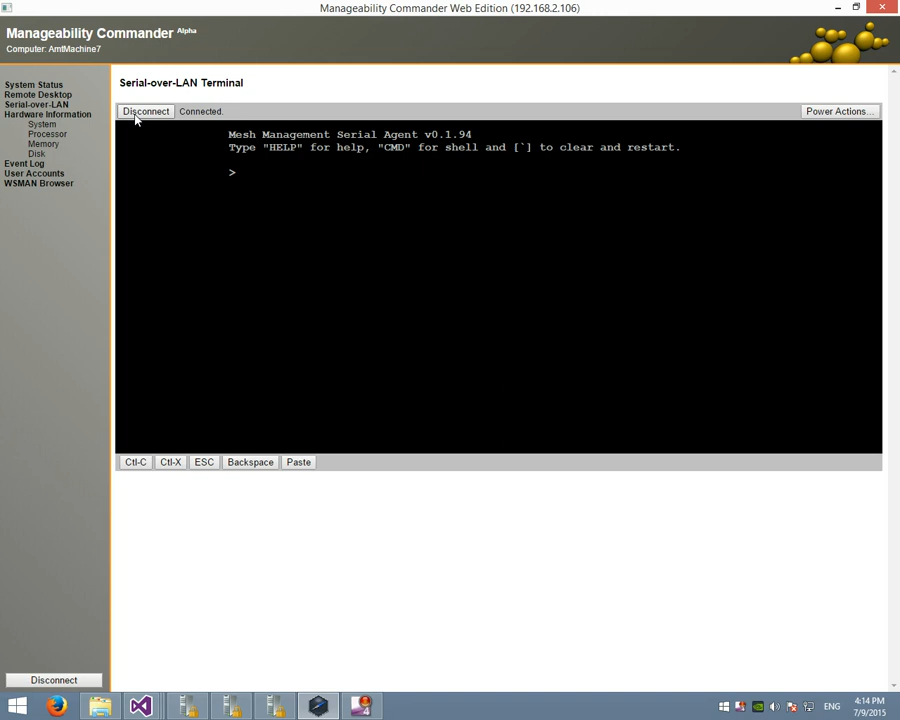 Manageability Commander Web Edition (192.168.2.106)
Manageability Commander Alpha
Computer: AmtMachine7
System Status
Remote Desktop
Serial-over-LAN
Hardware Information
System
Processor
Memory
Disk
Event Log
User Accounts
WSMAN Browser
Disconnect
Serial-over-LAN Terminal
Disconnect Connected. Power Actions...
Mesh Management Serial Agent v0.1.94
Type "HELP" for help, "CMD" for shell and [`] to clear and restart.
>
Ctl-C Ctl-X ESC Backspace Paste
ENG
4:14 PM
7/9/2015